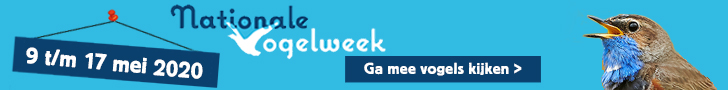 Nationale
Vogelweek
9 t/m 17 mei 2020
Ga mee vogels kijken >